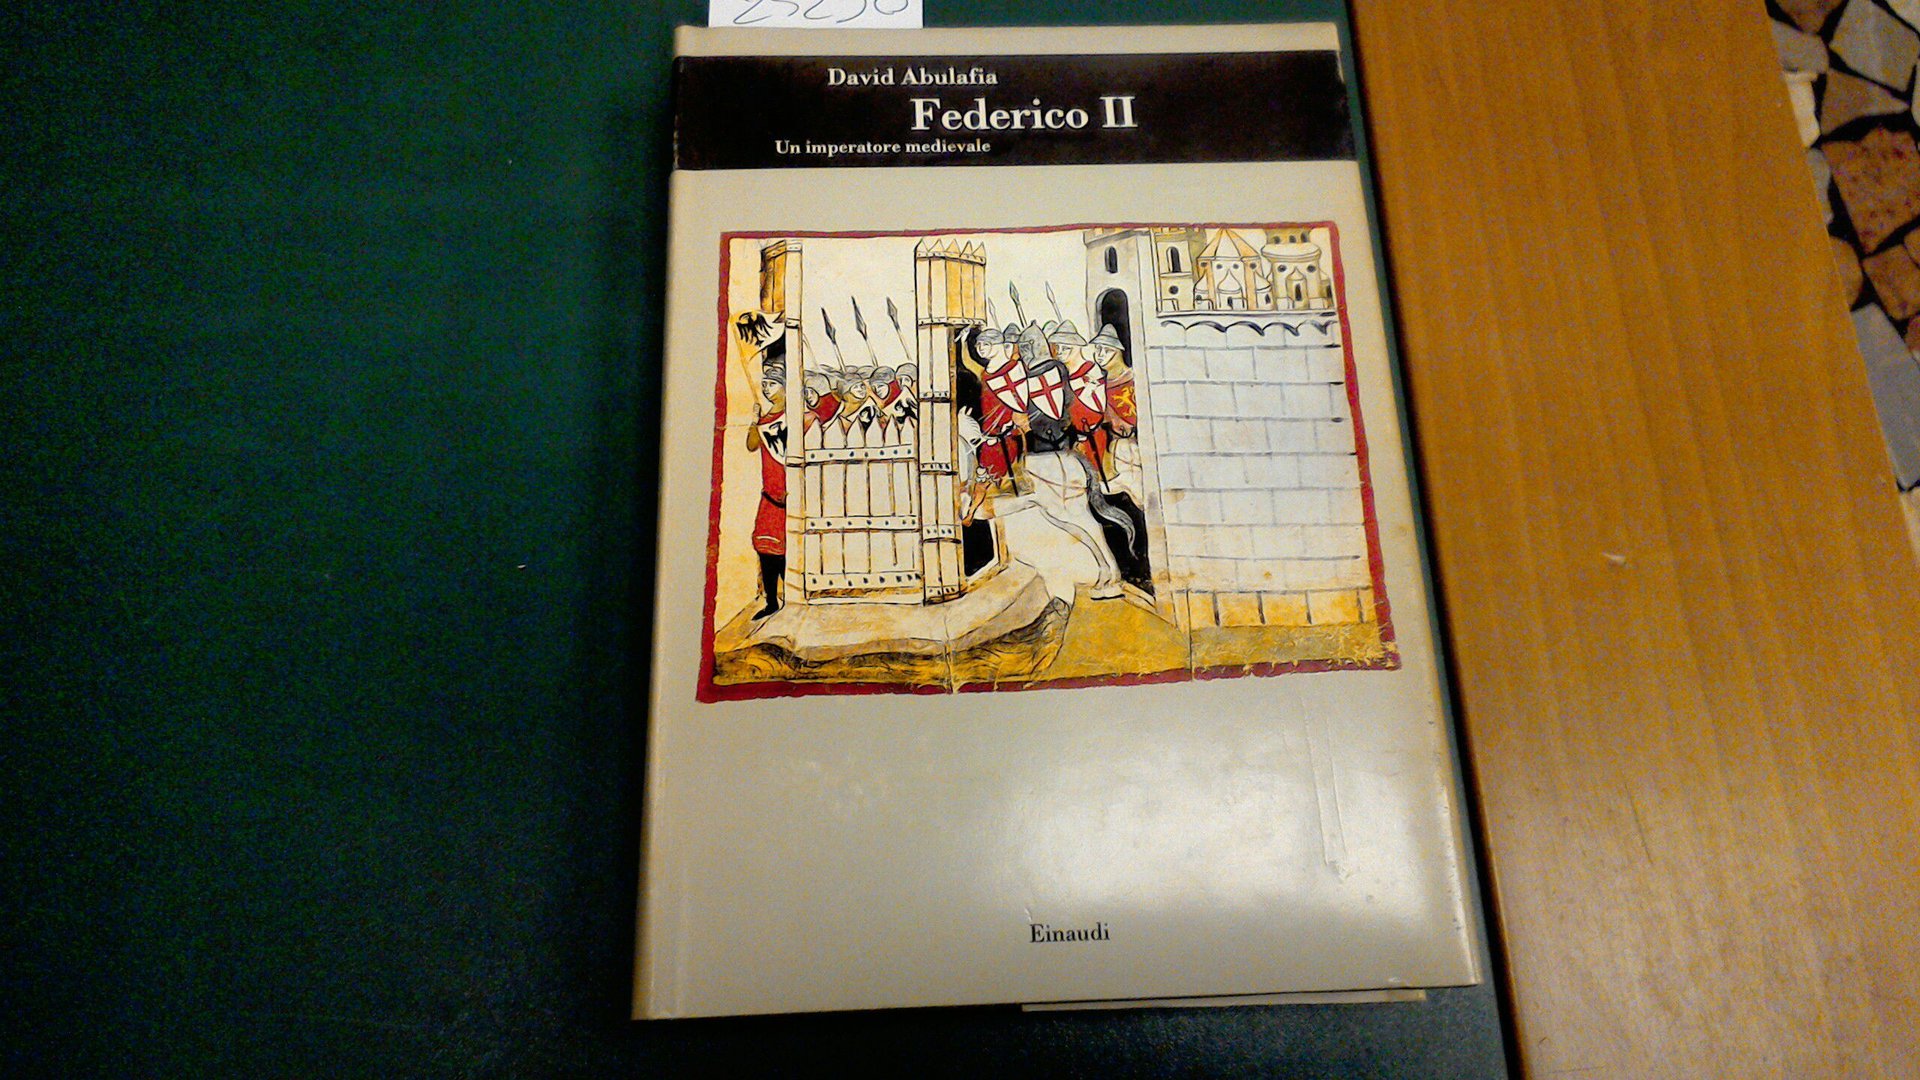 David Abulafia
Federico II
Un imperatore medievale
Einaudi